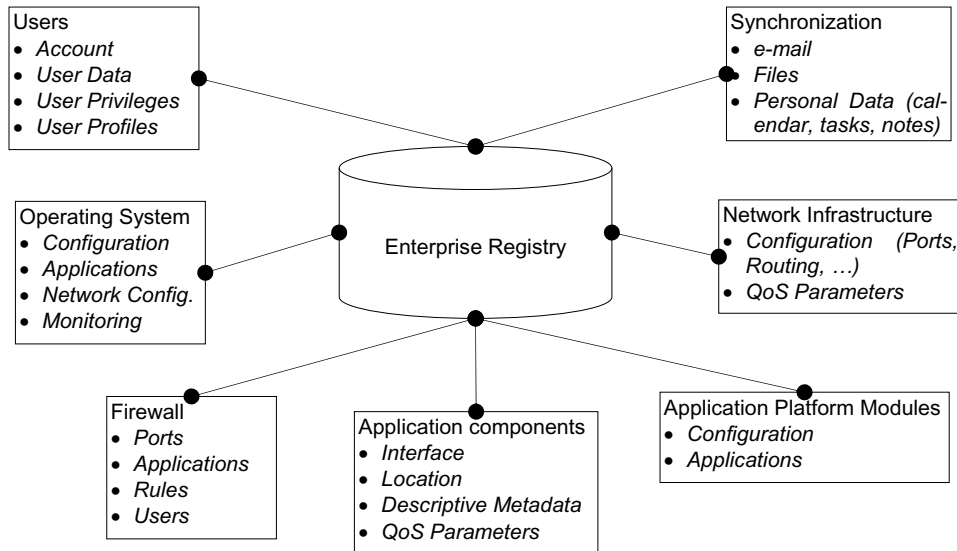 Users
• Account
• User Data
• User Privileges
• User Profiles
Synchronization
• e-mail
• Files
• Personal Data (cal-
endar, tasks, notes)
Operating System
• Configuration
• Applications
• Network Config.
• Monitoring
Enterprise Registry
Network Infrastructure
• Configuration (Ports,
Routing, …)
• QoS Parameters
Firewall
• Ports
• Applications
• Rules
• Users
Application components
• Interface
• Location
• Descriptive Metadata
• QoS Parameters
Application Platform Modules
• Configuration
• Applications